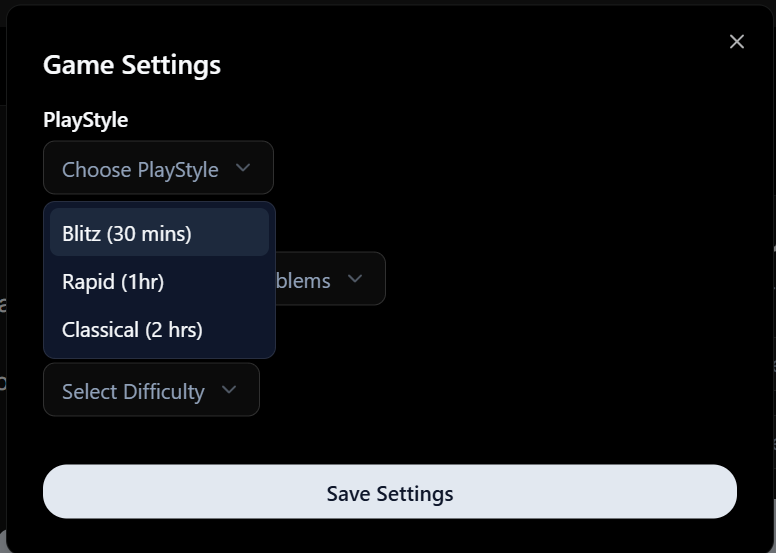 Game Settings
PlayStyle
Choose PlayStyle
Blitz (30 mins)
Rapid (1hr)
blems
Classical (2 hrs)
Select Difficulty
Save Settings